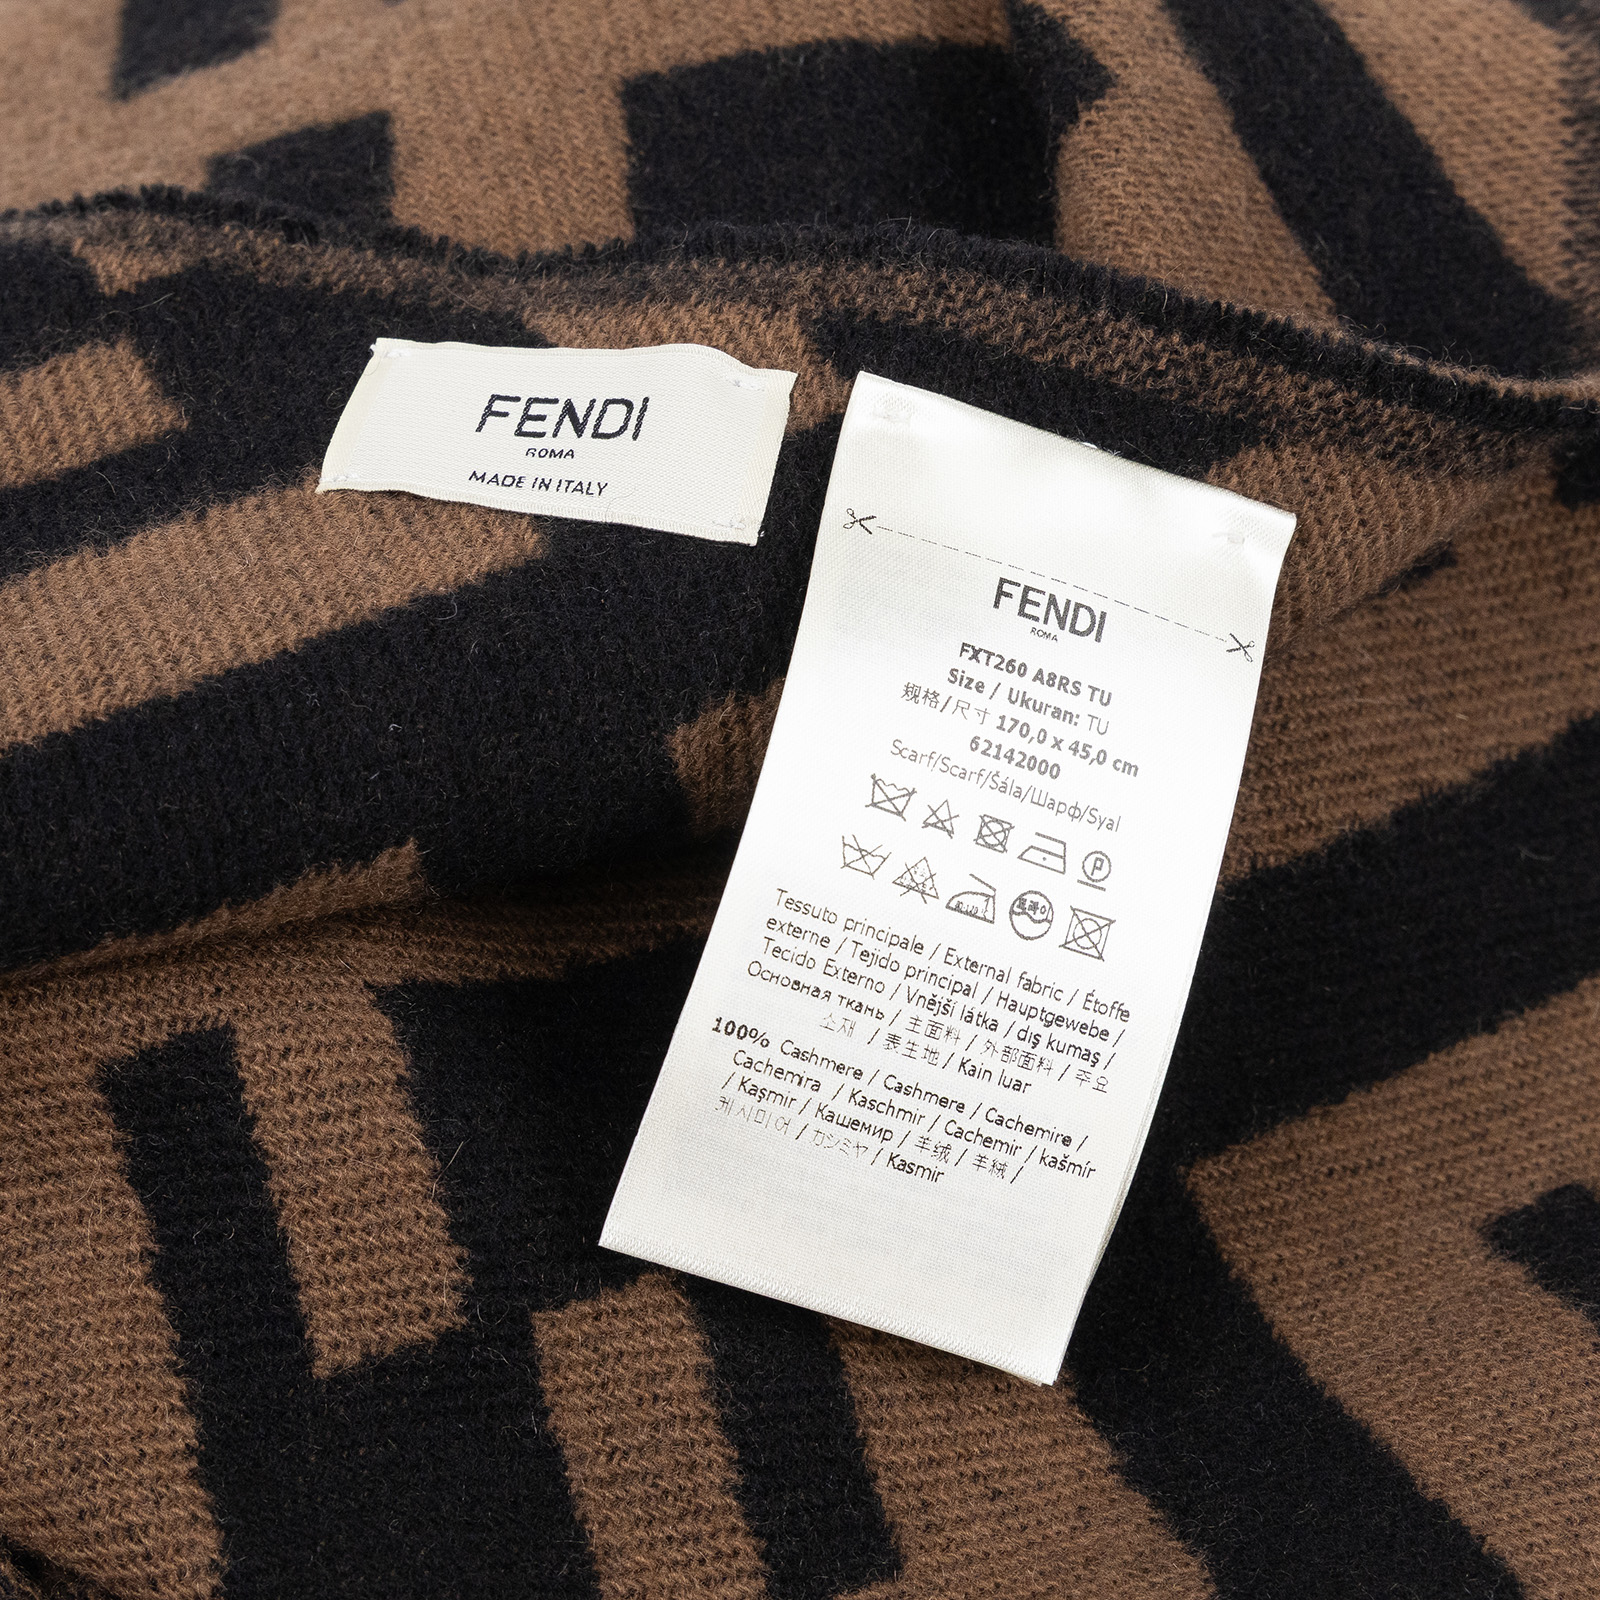 FENDI
ROMA
MADE IN ITALY
FENDI
ROMA
FXT260 A8RS TU
Size / Ukuran: TU
规格/尺寸 170,0 x 45,0 cm
62142000
Scarf/Scarf/Šála/Шарф/Syal
P
드라이
Tessuto principale / External fabric / Étoffe
externe / Tejido principal / Hauptgewebe /
Tecido Externo / Vnější látka / dış kumaş /
Основная ткань / 主面料 / 外部面料 / 주요
소재 / 表生地 / Kain luar
100% Cashmere / Cashmere / Cachemire /
Cachemira / Kaschmir / Cachemir / kašmír
/ Kaşmir / Кашемир / 羊绒 / 羊絨 /
캐시미어 / カシミヤ / Kasmir